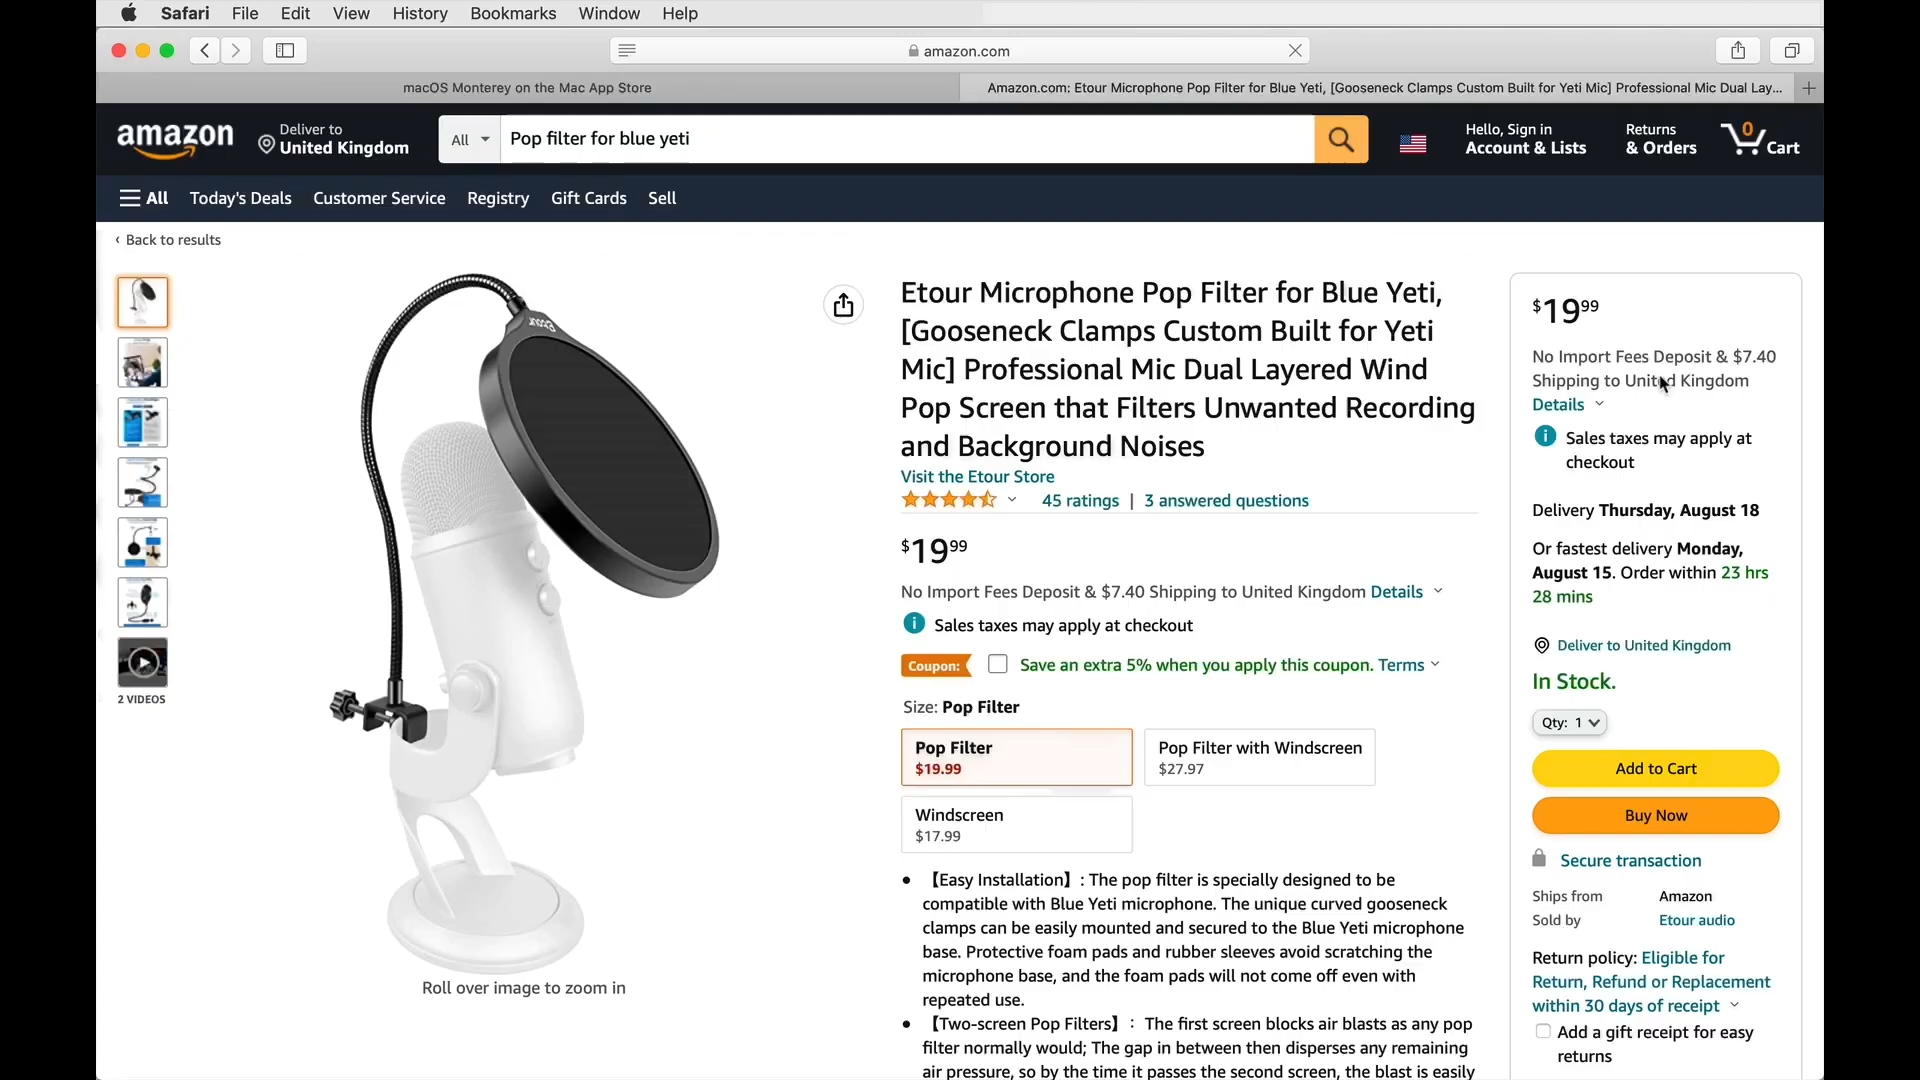 Safari File Edit View History Bookmarks Window Help
amazon.com
macOS Monterey on the Mac App Store
Amazon.com: Etour Microphone Pop Filter for Blue Yeti, [Gooseneck Clamps Custom Built for Yeti Mic] Professional Mic Dual Lay...
amazon
Deliver to
United Kingdom
All
Pop filter for blue yeti
Hello, Sign in
Account & Lists
Returns
& Orders
0
Cart
All Today's Deals Customer Service Registry Gift Cards Sell
‹ Back to results
2 VIDEOS
Etour
Roll over image to zoom in
Etour Microphone Pop Filter for Blue Yeti,
[Gooseneck Clamps Custom Built for Yeti
Mic] Professional Mic Dual Layered Wind
Pop Screen that Filters Unwanted Recording
and Background Noises
Visit the Etour Store
45 ratings | 3 answered questions
$19.99
No Import Fees Deposit & $7.40 Shipping to United Kingdom Details
Sales taxes may apply at checkout
Coupon: Save an extra 5% when you apply this coupon. Terms
Size: Pop Filter
Pop Filter
$19.99
Pop Filter with Windscreen
$27.97
Windscreen
$17.99
• 【Easy Installation】: The pop filter is specially designed to be
compatible with Blue Yeti microphone. The unique curved gooseneck
clamps can be easily mounted and secured to the Blue Yeti microphone
base. Protective foam pads and rubber sleeves avoid scratching the
microphone base, and the foam pads will not come off even with
repeated use.
• 【Two-screen Pop Filters】： The first screen blocks air blasts as any pop
filter normally would; The gap in between then disperses any remaining
air pressure, so by the time it passes the second screen, the blast is easily
$19.99
No Import Fees Deposit & $7.40
Shipping to United Kingdom
Details
Sales taxes may apply at
checkout
Delivery Thursday, August 18
Or fastest delivery Monday,
August 15. Order within 23 hrs
28 mins
Deliver to United Kingdom
In Stock.
Qty: 1
Add to Cart
Buy Now
Secure transaction
Ships from Amazon
Sold by Etour audio
Return policy: Eligible for
Return, Refund or Replacement
within 30 days of receipt
Add a gift receipt for easy
returns